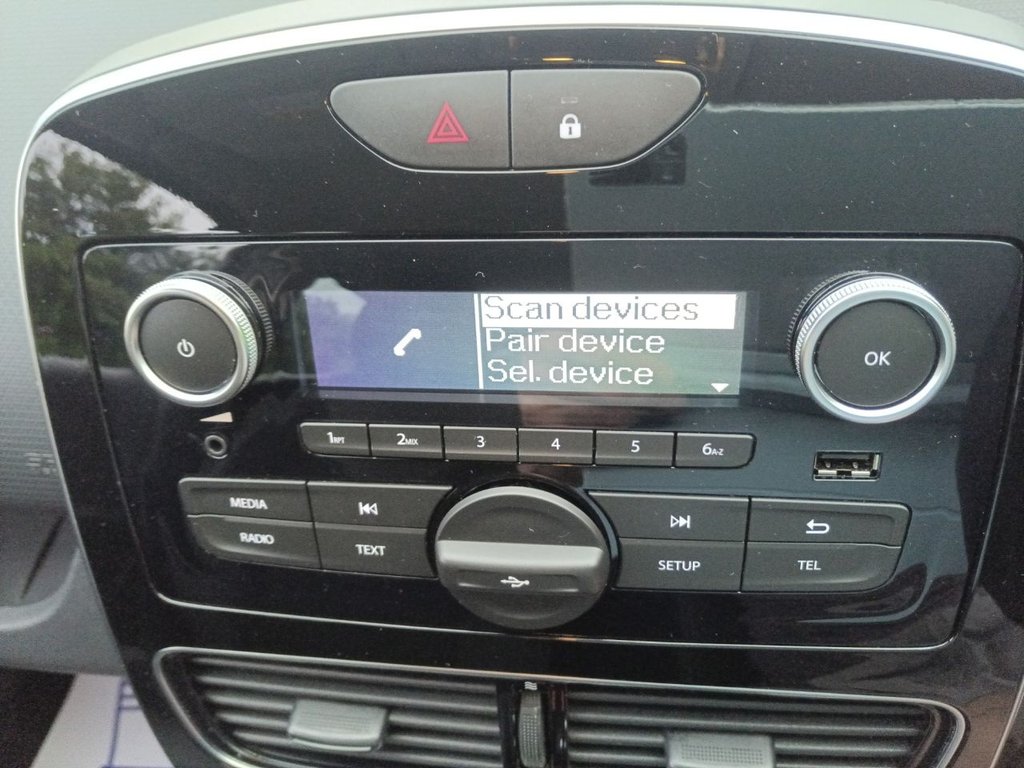 Scan devices
Pair device
Sel. device
OK
1RPT 2MIX 3 4 5 6A-Z
MEDIA
RADIO
TEXT
SETUP
TEL